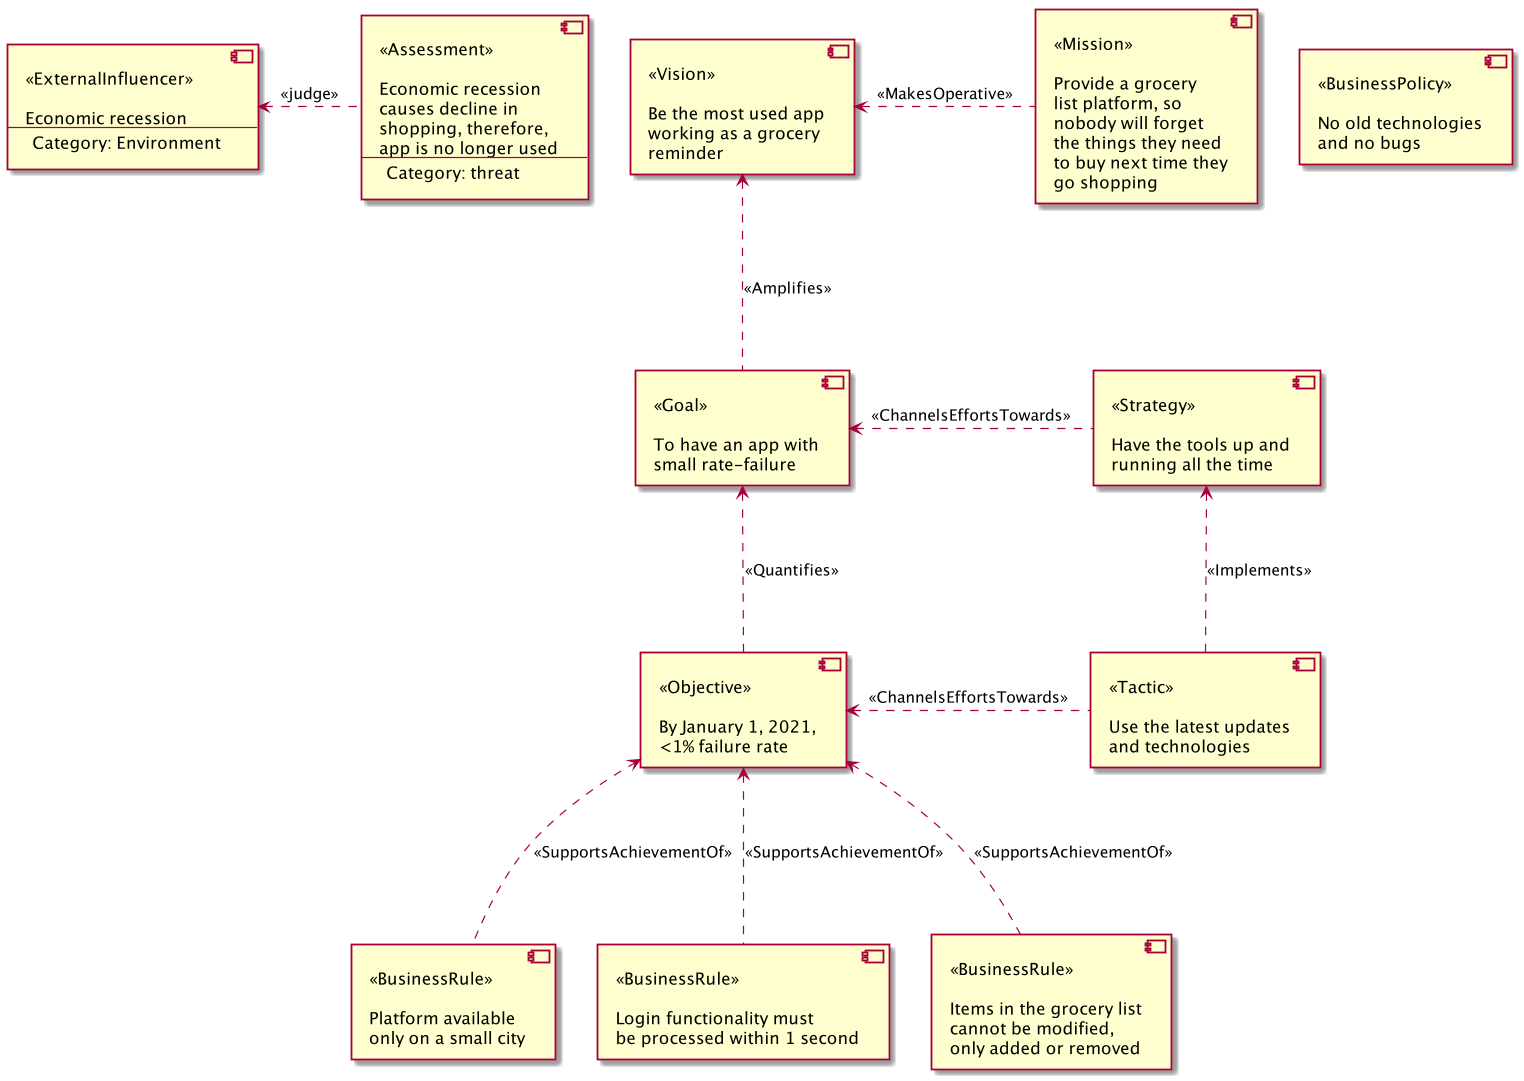 «ExternalInfluencer»
Economic recession
Category: Environment
«judge»
«Assessment»
Economic recession
causes decline in
shopping, therefore,
app is no longer used
Category: threat
«Vision»
Be the most used app
working as a grocery
reminder
«MakesOperative»
«Mission»
Provide a grocery
list platform, so
nobody will forget
the things they need
to buy next time they
go shopping
«BusinessPolicy»
No old technologies
and no bugs
«Amplifies»
«Goal»
To have an app with
small rate-failure
«ChannelsEffortsTowards»
«Strategy»
Have the tools up and
running all the time
«Quantifies»
«Implements»
«Objective»
By January 1, 2021,
<1% failure rate
«ChannelsEffortsTowards»
«Tactic»
Use the latest updates
and technologies
«SupportsAchievementOf»
«SupportsAchievementOf»
«SupportsAchievementOf»
«BusinessRule»
Platform available
only on a small city
«BusinessRule»
Login functionality must
be processed within 1 second
«BusinessRule»
Items in the grocery list
cannot be modified,
only added or removed